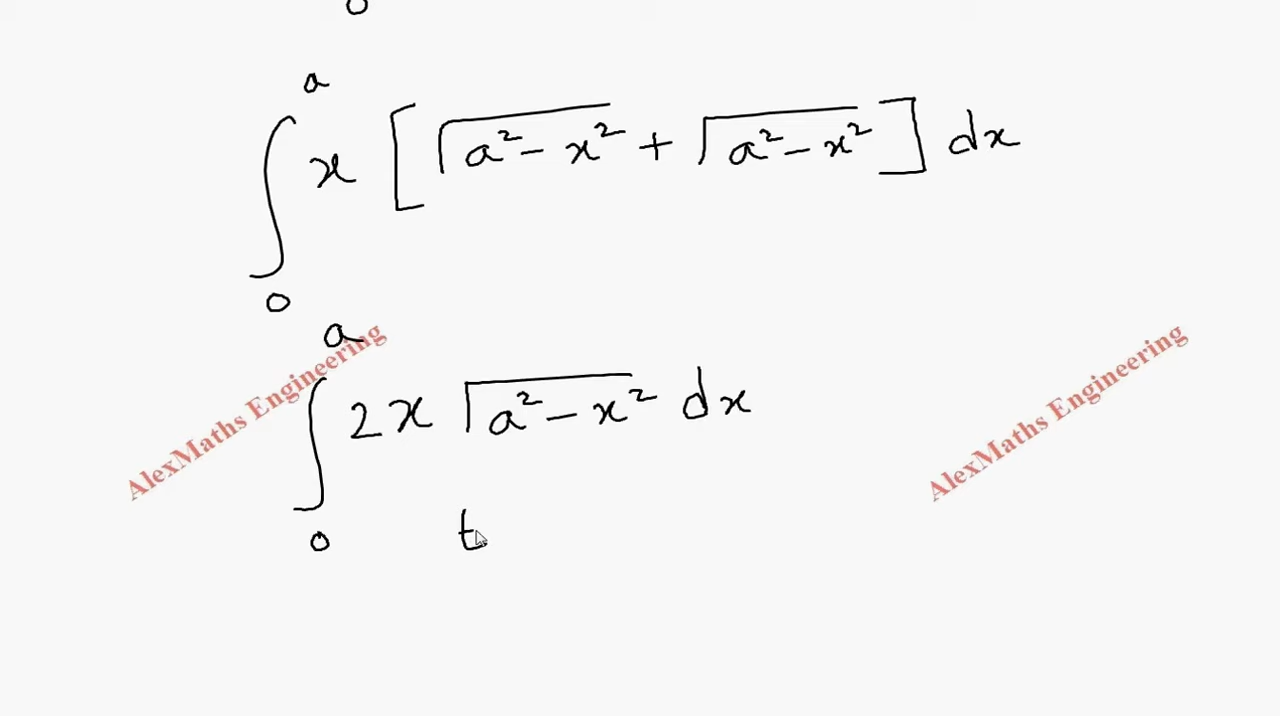 0
a
∫ x [ √a² - x² + √a² - x² ] dx
0
a
∫ 2x √a² - x² dx
0
t
AlexMaths Engineering
AlexMaths Engineering